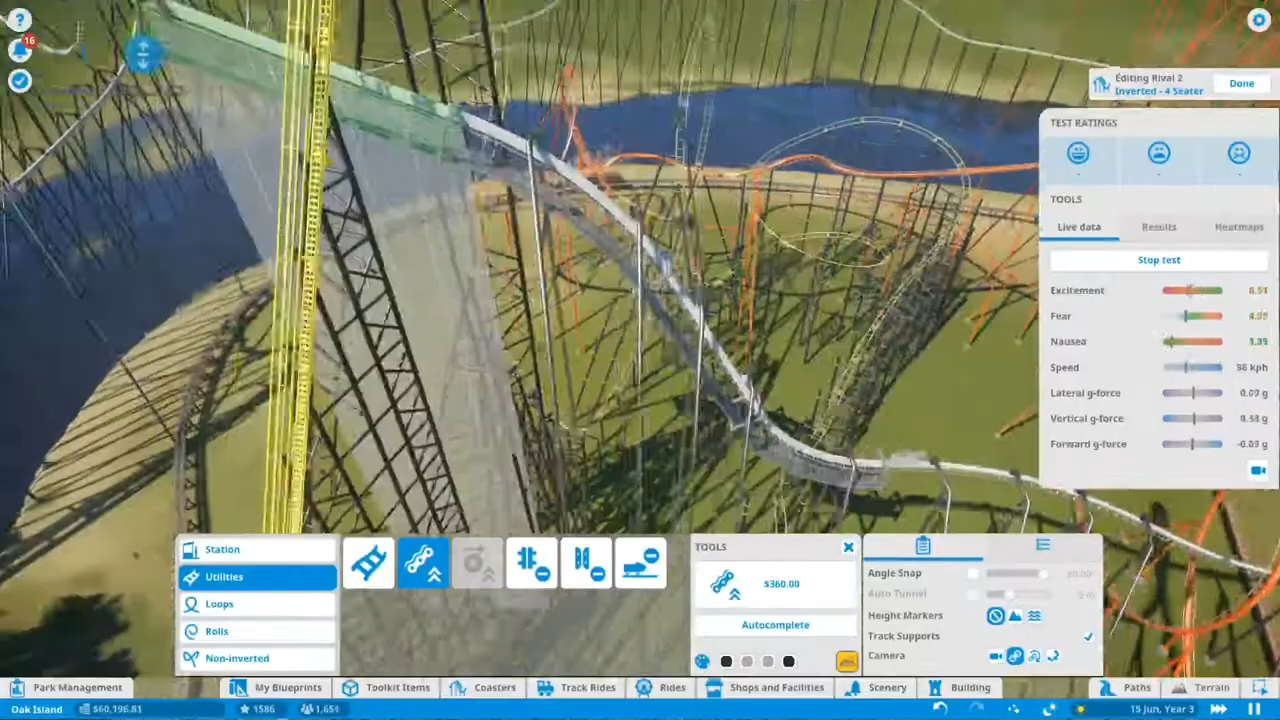 ?
16
Editing Rival 2
Inverted - 4 Seater
Done
TEST RATINGS
- - -
TOOLS
Live data Results Heatmaps
Stop test
Excitement
Fear
Nausea
Speed kph
Lateral g-force
Vertical g-force
Forward g-force
Station
Utilities
Loops
Rolls
Non-inverted
TOOLS
$360.00
Autocomplete
Angle Snap
Auto Tunnel
Height Markers
Track Supports
Camera
Park Management My Blueprints Toolkit Items Coasters Track Rides Rides Shops and Facilities Scenery Building Paths Terrain
Oak Island $60,196.81 1586 1,651 15 Jun, Year 3